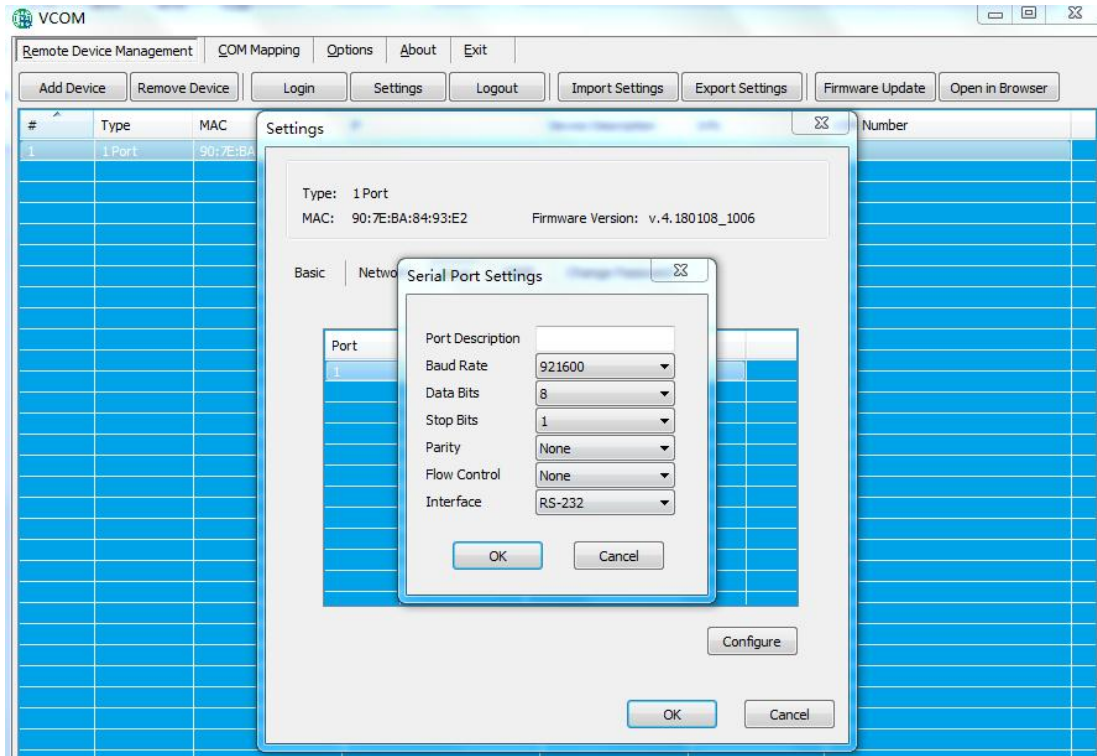 VCOM
Remote Device Management COM Mapping Options About Exit
Add Device Remove Device Login Settings Logout Import Settings Export Settings Firmware Update Open in Browser
# Type MAC Number
1 1 Port 90:7E:BA
Settings
Type: 1 Port
MAC: 90:7E:BA:84:93:E2 Firmware Version: v.4.180108_1006
Basic Netwo
Serial Port Settings
Port
1
Port Description
Baud Rate 921600
Data Bits 8
Stop Bits 1
Parity None
Flow Control None
Interface RS-232
OK Cancel
Configure
OK Cancel